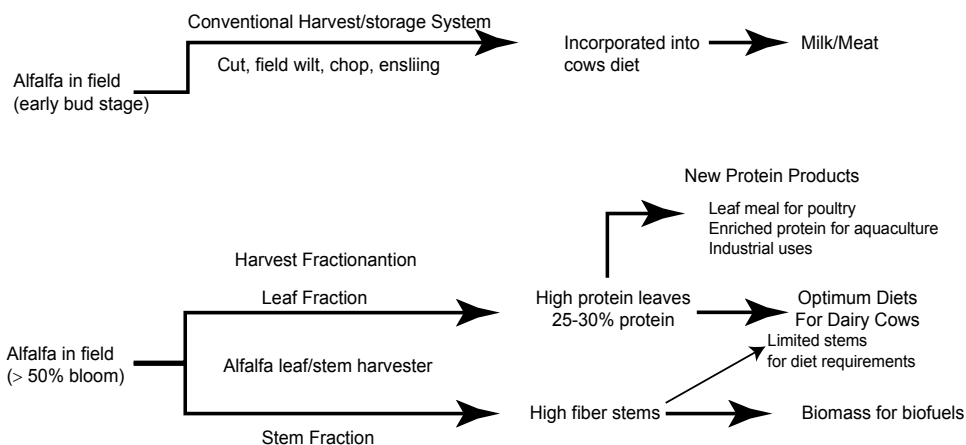 Conventional Harvest/storage System
Cut, field wilt, chop, ensliing
Alfalfa in field
(early bud stage)
Incorporated into
cows diet
Milk/Meat
New Protein Products
Leaf meal for poultry
Enriched protein for aquaculture
Industrial uses
Harvest Fractionantion
Leaf Fraction
High protein leaves
25-30% protein
Optimum Diets
For Dairy Cows
Limited stems
for diet requirements
Alfalfa in field
(> 50% bloom)
Alfalfa leaf/stem harvester
High fiber stems
Biomass for biofuels
Stem Fraction